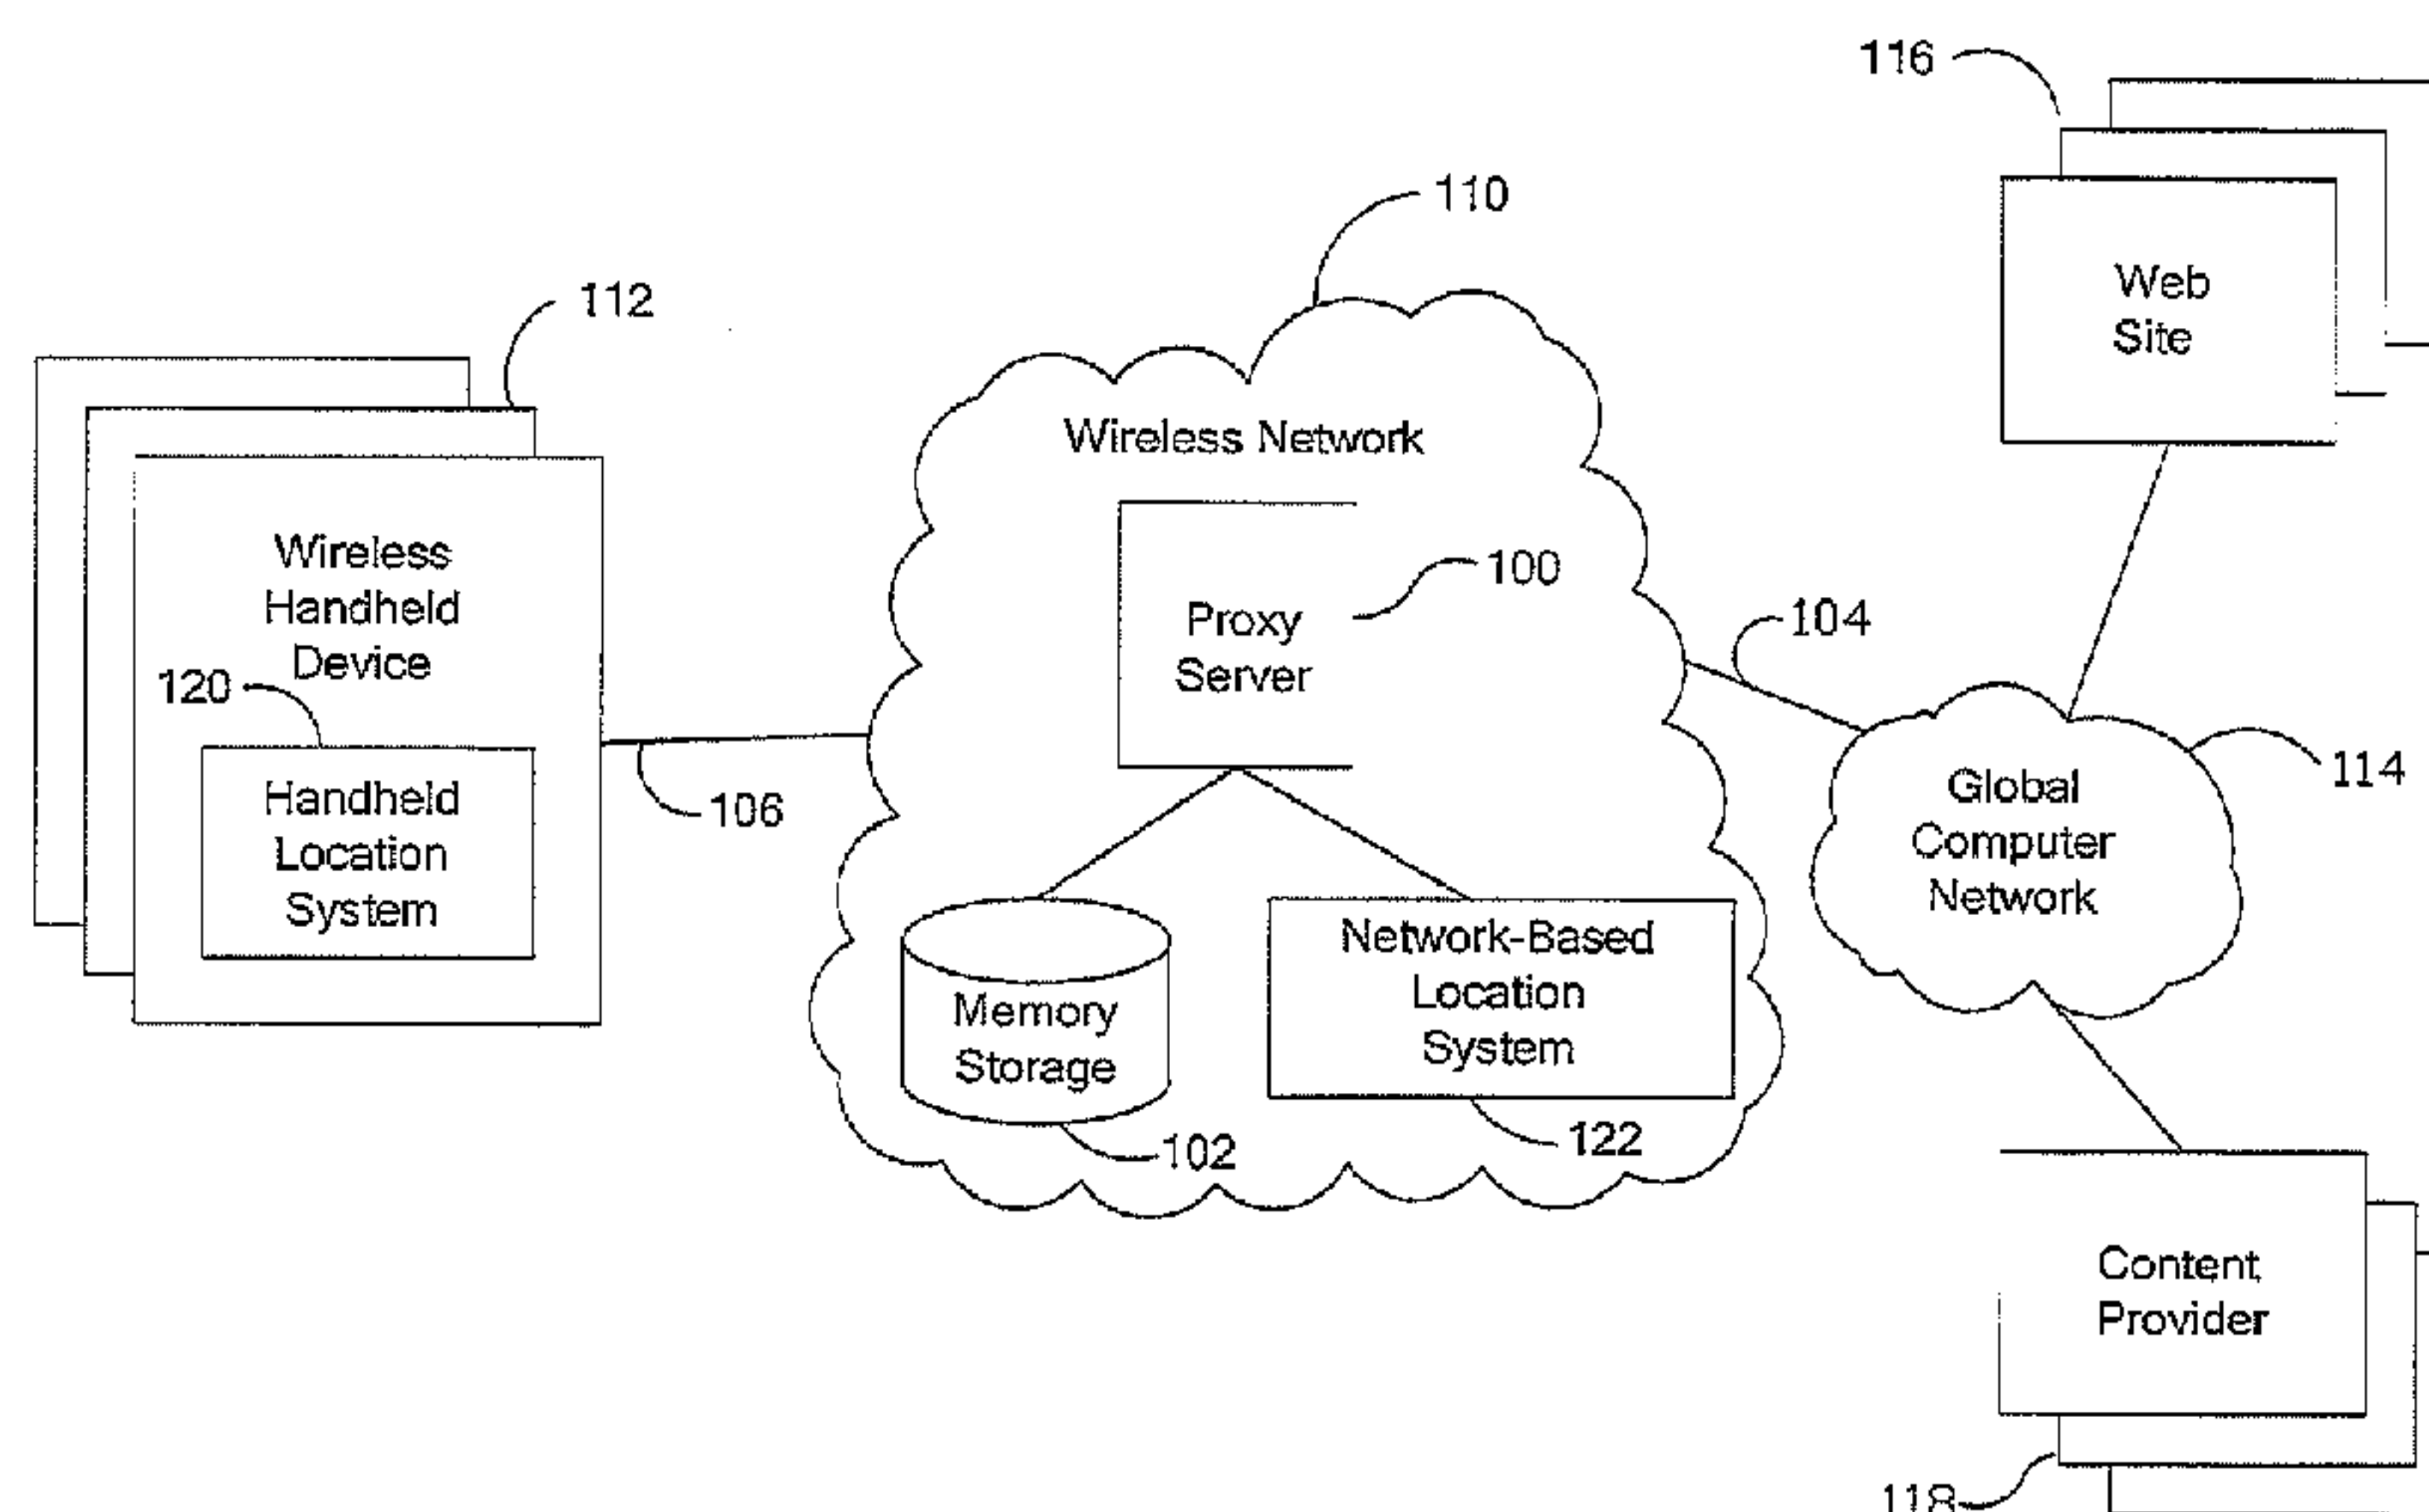 116
110
112
Web
Site
Wireless Network
Wireless
Handheld
Device
100
Proxy
Server
104
120
114
106
Handheld
Location
System
Global
Computer
Network
Network-Based
Location
System
Memory
Storage
122
102
Content
Provider
118